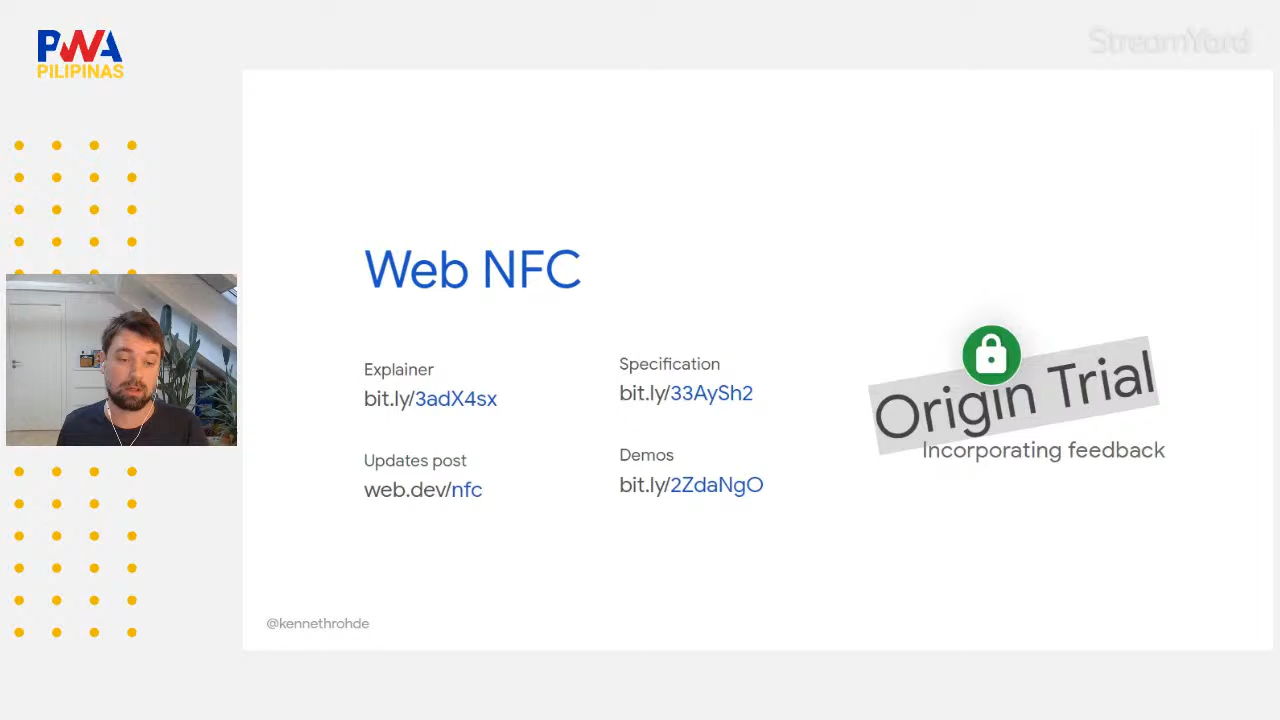 PWA
PILIPINAS
StreamYard
Web NFC
Explainer
bit.ly/3adX4sx
Specification
bit.ly/33AySh2
Updates post
web.dev/nfc
Demos
bit.ly/2ZdaNgO
Origin Trial
Incorporating feedback
@kennethrohde